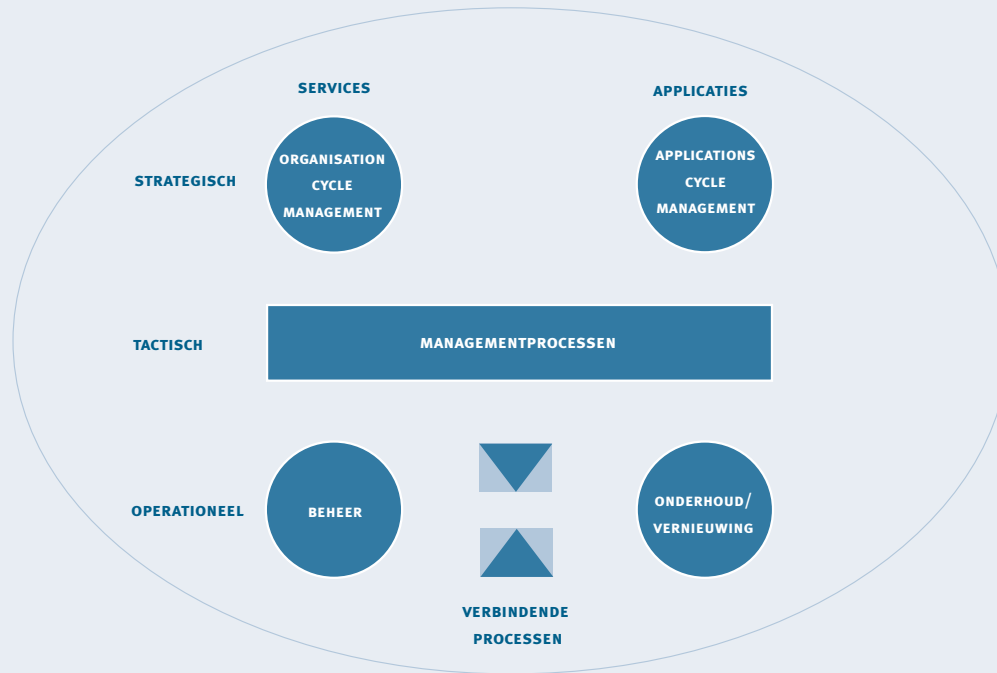 SERVICES
APPLICATIES
STRATEGISCH
ORGANISATION
CYCLE
MANAGEMENT
APPLICATIONS
CYCLE
MANAGEMENT
TACTISCH
MANAGEMENTPROCESSEN
OPERATIONEEL
BEHEER
ONDERHOUD/
VERNIEUWING
VERBINDENDE
PROCESSEN